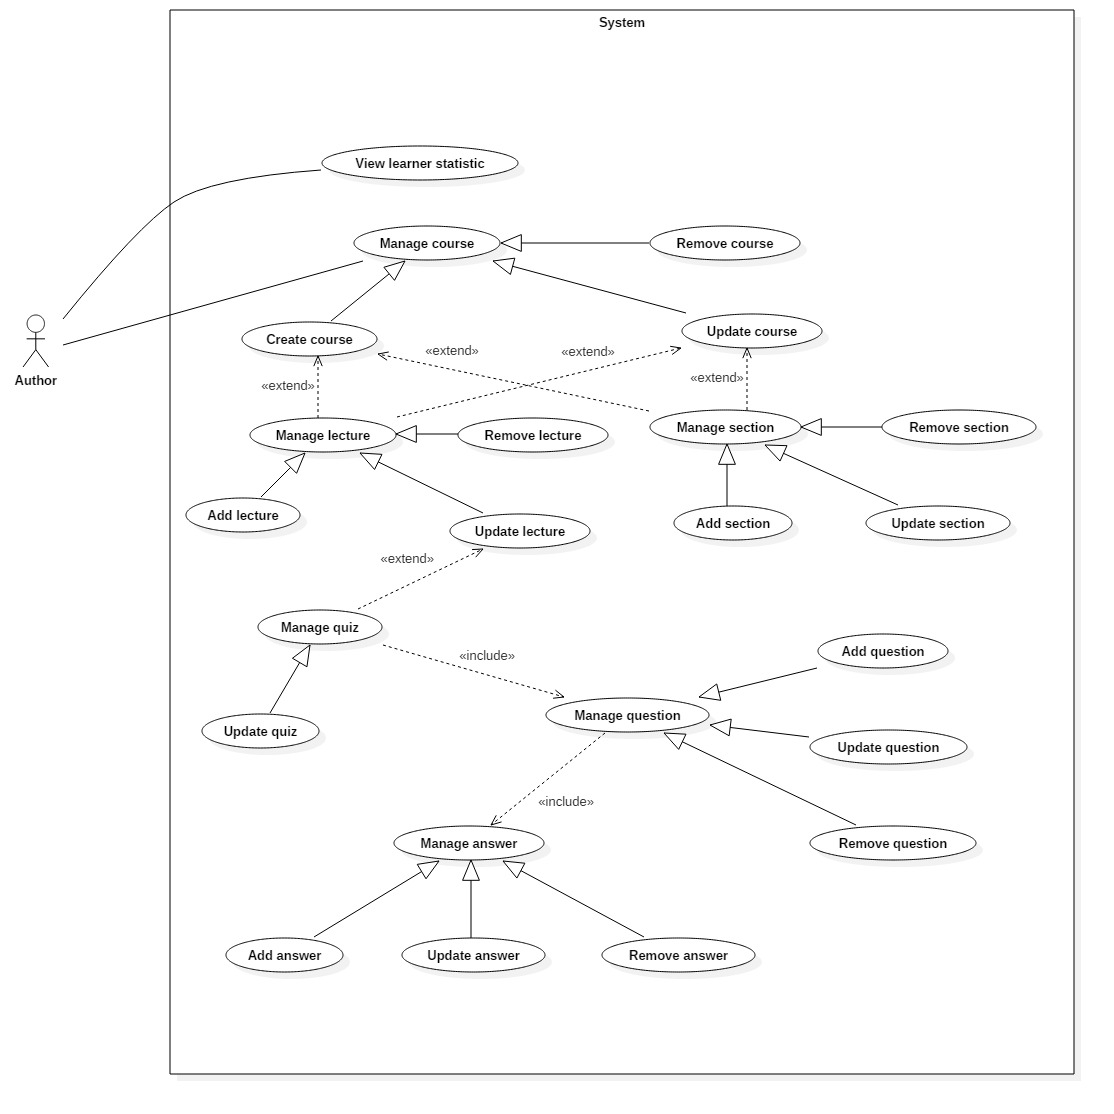 System
View learner statistic
Manage course
Remove course
Create course
Update course
Author
«extend»
«extend»
«extend»
«extend»
Manage lecture
Remove lecture
Manage section
Remove section
Add lecture
Update lecture
Add section
Update section
«extend»
Manage quiz
«include»
Add question
Manage question
Update quiz
Update question
«include»
Manage answer
Remove question
Add answer
Update answer
Remove answer